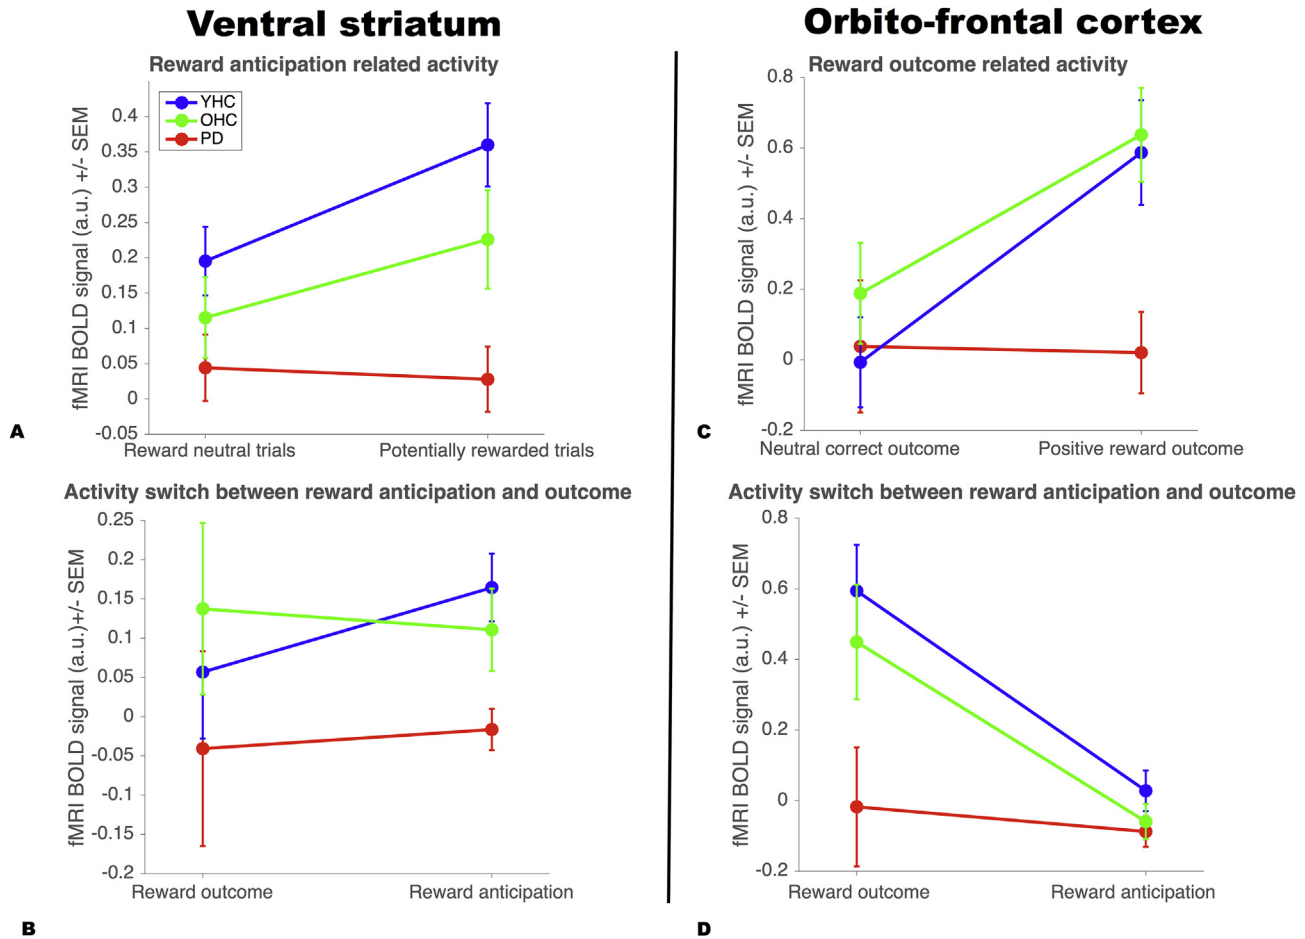 Ventral striatum
Reward anticipation related activity
fMRI BOLD signal (a.u.) +/- SEM
YHC
OHC
PD
0.4
0.35
0.3
0.25
0.2
0.15
0.1
0.05
0
-0.05
Reward neutral trials
Potentially rewarded trials
A
Activity switch between reward anticipation and outcome
fMRI BOLD signal (a.u.)+/- SEM
0.25
0.2
0.15
0.1
0.05
0
-0.05
-0.1
-0.15
-0.2
Reward outcome
Reward anticipation
B
Orbito-frontal cortex
Reward outcome related activity
fMRI BOLD signal (a.u.) +/- SEM
0.8
0.6
0.4
0.2
0
-0.2
Neutral correct outcome
Positive reward outcome
C
Activity switch between reward anticipation and outcome
fMRI BOLD signal (a.u.) +/- SEM
0.8
0.6
0.4
0.2
0
-0.2
Reward outcome
Reward anticipation
D